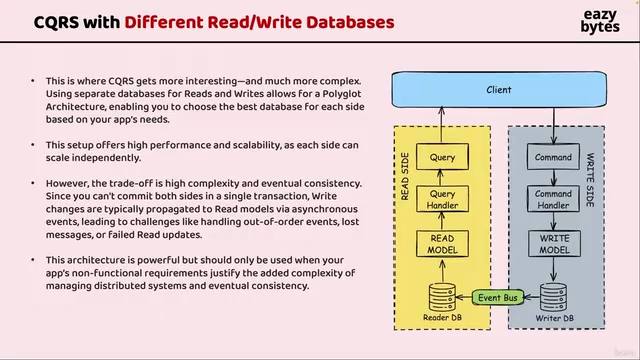 CQRS with Different Read/Write Databases
eazy
bytes
• This is where CQRS gets more interesting—and much more complex.
Using separate databases for Reads and Writes allows for a Polyglot
Architecture, enabling you to choose the best database for each side
based on your app's needs.
• This setup offers high performance and scalability, as each side can
scale independently.
• However, the trade-off is high complexity and eventual consistency.
Since you can't commit both sides in a single transaction, Write
changes are typically propagated to Read models via asynchronous
events, leading to challenges like handling out-of-order events, lost
messages, or failed Read updates.
• This architecture is powerful but should only be used when your
app's non-functional requirements justify the added complexity of
managing distributed systems and eventual consistency.
Client
READ SIDE
Query
Query
Handler
READ
MODEL
Reader DB
Event Bus
WRITE SIDE
Command
Command
Handler
WRITE
MODEL
Writer DB